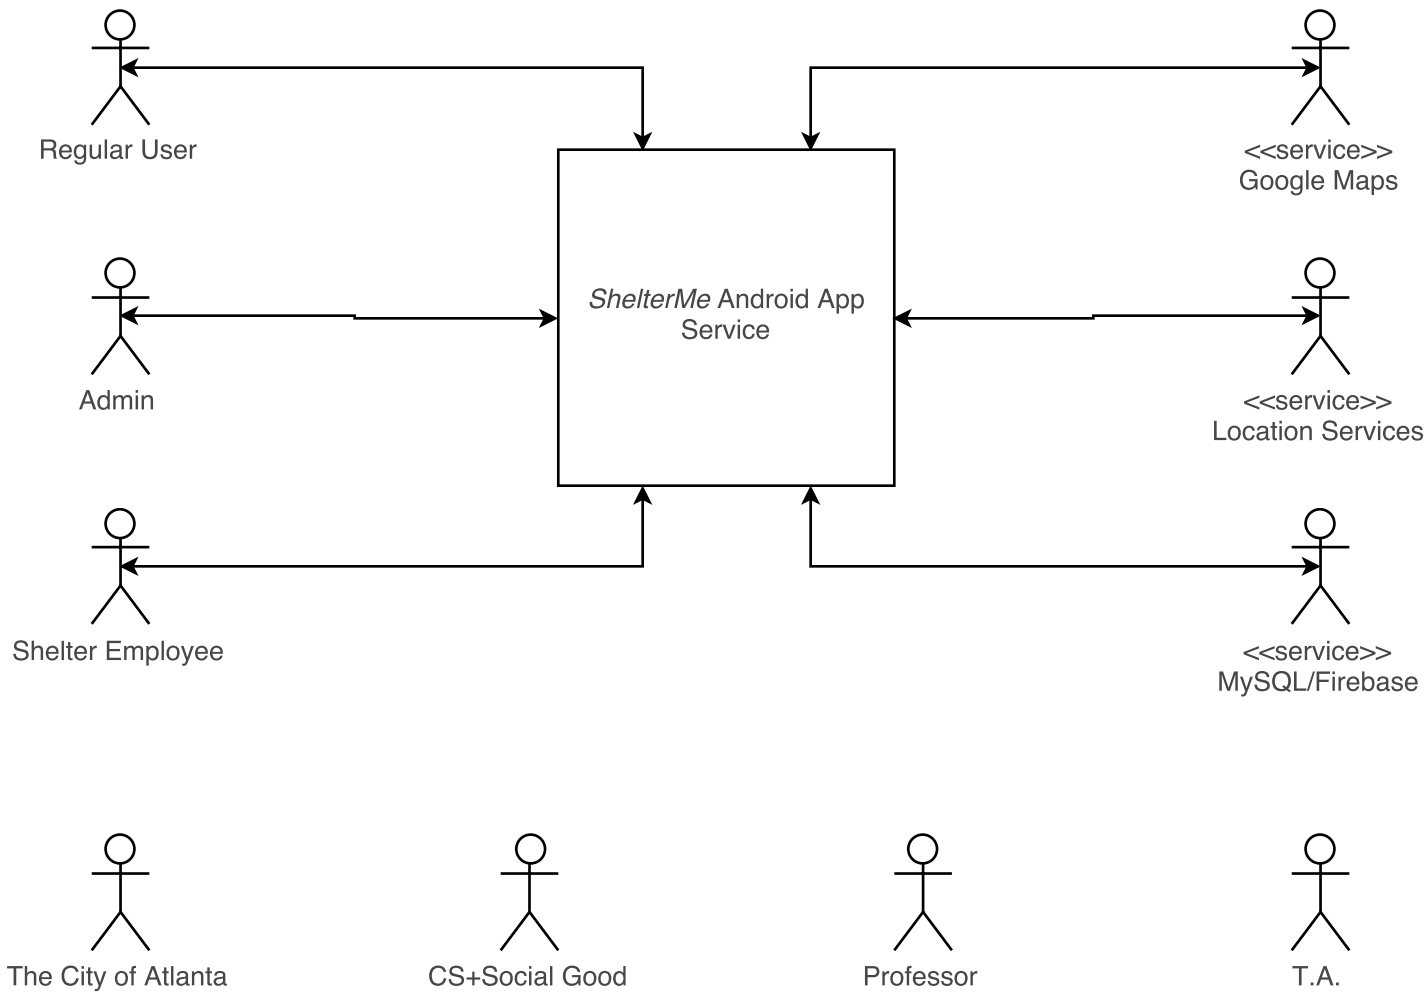 Regular User
<<service>>
Google Maps
ShelterMe Android App
Service
Admin
<<service>>
Location Services
Shelter Employee
<<service>>
MySQL/Firebase
The City of Atlanta
CS+Social Good
Professor
T.A.